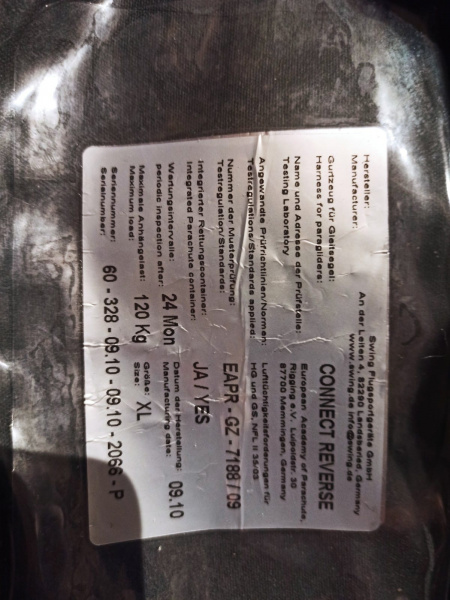 Hersteller: Swing Flugsportgeräte GmbH
Manufacturer: An der Leiten 4, 82290 Landsberied, Germany
www.swing.de info@swing.de
Gurtzeug für Gleitsegel:
Harness for paragliders: CONNECT REVERSE
Name und Adresse der Prüfstelle: European Academy of Parachute
Testing Laboratory Rigging e.V., Luipoldstr. 30
87700 Memmingen, Germany
Angewandte Prüfrichtlinien/Normen: Lufttüchtigkeitsforderungen für
Testregulations/Standards applied: HG und GS, NFL II 35/03
Nummer der Musterprüfung:
Testregulation/Standards: EAPR - GZ - 7188 / 09
Integrierter Rettungscontainer:
Integrated Parachute container: JA / YES
Wartungsintervalle: Datum der Herstellung:
periodic inspection after: 24 Mon Manufacturing date: 09.10
Maximale Anhängelast: Größe:
Maximum load: 120 Kg Size: XL
Seriennummer:
Serialnumber: 60 - 328 - 09.10 - 09.10 - 2066 - P